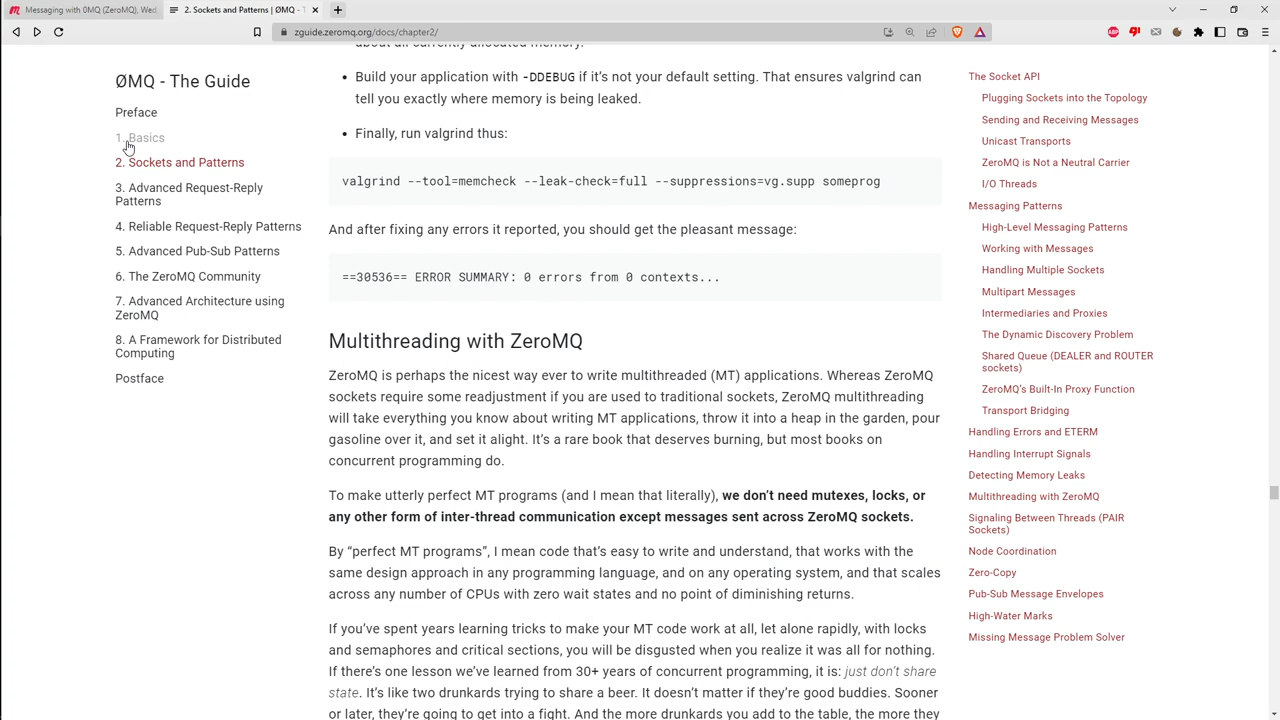 Messaging with 0MQ (ZeroMQ), Wed,
2. Sockets and Patterns | ØMQ - T
zguide.zeromq.org/docs/chapter2/
ØMQ - The Guide
Preface
1. Basics
2. Sockets and Patterns
3. Advanced Request-Reply
Patterns
4. Reliable Request-Reply Patterns
5. Advanced Pub-Sub Patterns
6. The ZeroMQ Community
7. Advanced Architecture using
ZeroMQ
8. A Framework for Distributed
Computing
Postface
about all currently allocated memory.
• Build your application with -DDEBUG if it's not your default setting. That ensures valgrind can
tell you exactly where memory is being leaked.
• Finally, run valgrind thus:
valgrind --tool=memcheck --leak-check=full --suppressions=vg.supp someprog
And after fixing any errors it reported, you should get the pleasant message:
==30536== ERROR SUMMARY: 0 errors from 0 contexts...
Multithreading with ZeroMQ
ZeroMQ is perhaps the nicest way ever to write multithreaded (MT) applications. Whereas ZeroMQ
sockets require some readjustment if you are used to traditional sockets, ZeroMQ multithreading
will take everything you know about writing MT applications, throw it into a heap in the garden, pour
gasoline over it, and set it alight. It's a rare book that deserves burning, but most books on
concurrent programming do.
To make utterly perfect MT programs (and I mean that literally), we don't need mutexes, locks, or
any other form of inter-thread communication except messages sent across ZeroMQ sockets.
By “perfect MT programs”, I mean code that's easy to write and understand, that works with the
same design approach in any programming language, and on any operating system, and that scales
across any number of CPUs with zero wait states and no point of diminishing returns.
If you've spent years learning tricks to make your MT code work at all, let alone rapidly, with locks
and semaphores and critical sections, you will be disgusted when you realize it was all for nothing.
If there's one lesson we've learned from 30+ years of concurrent programming, it is: just don't share
state. It's like two drunkards trying to share a beer. It doesn't matter if they're good buddies. Sooner
or later, they're going to get into a fight. And the more drunkards you add to the table, the more they
The Socket API
Plugging Sockets into the Topology
Sending and Receiving Messages
Unicast Transports
ZeroMQ is Not a Neutral Carrier
I/O Threads
Messaging Patterns
High-Level Messaging Patterns
Working with Messages
Handling Multiple Sockets
Multipart Messages
Intermediaries and Proxies
The Dynamic Discovery Problem
Shared Queue (DEALER and ROUTER
sockets)
ZeroMQ's Built-In Proxy Function
Transport Bridging
Handling Errors and ETERM
Handling Interrupt Signals
Detecting Memory Leaks
Multithreading with ZeroMQ
Signaling Between Threads (PAIR
Sockets)
Node Coordination
Zero-Copy
Pub-Sub Message Envelopes
High-Water Marks
Missing Message Problem Solver